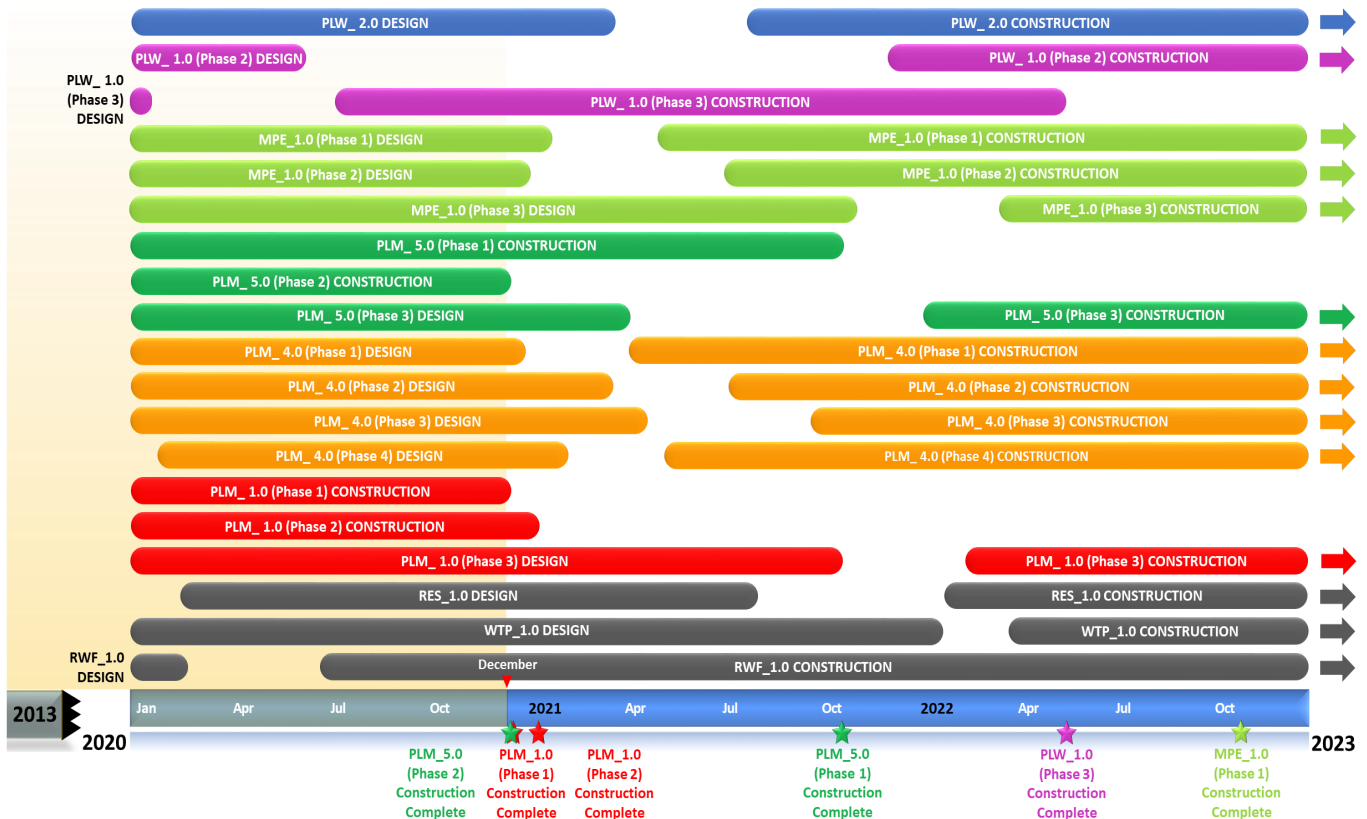 PLW_ 2.0 DESIGN
PLW_ 2.0 CONSTRUCTION
PLW_ 1.0 (Phase 2) DESIGN
PLW_ 1.0 (Phase 2) CONSTRUCTION
PLW_ 1.0
(Phase 3)
DESIGN
PLW_ 1.0 (Phase 3) CONSTRUCTION
MPE_1.0 (Phase 1) DESIGN
MPE_1.0 (Phase 1) CONSTRUCTION
MPE_1.0 (Phase 2) DESIGN
MPE_1.0 (Phase 2) CONSTRUCTION
MPE_1.0 (Phase 3) DESIGN
MPE_1.0 (Phase 3) CONSTRUCTION
PLM_ 5.0 (Phase 1) CONSTRUCTION
PLM_ 5.0 (Phase 2) CONSTRUCTION
PLM_ 5.0 (Phase 3) DESIGN
PLM_ 5.0 (Phase 3) CONSTRUCTION
PLM_ 4.0 (Phase 1) DESIGN
PLM_ 4.0 (Phase 1) CONSTRUCTION
PLM_ 4.0 (Phase 2) DESIGN
PLM_ 4.0 (Phase 2) CONSTRUCTION
PLM_ 4.0 (Phase 3) DESIGN
PLM_ 4.0 (Phase 3) CONSTRUCTION
PLM_ 4.0 (Phase 4) DESIGN
PLM_ 4.0 (Phase 4) CONSTRUCTION
PLM_ 1.0 (Phase 1) CONSTRUCTION
PLM_ 1.0 (Phase 2) CONSTRUCTION
PLM_ 1.0 (Phase 3) DESIGN
PLM_ 1.0 (Phase 3) CONSTRUCTION
RES_1.0 DESIGN
RES_1.0 CONSTRUCTION
WTP_1.0 DESIGN
WTP_1.0 CONSTRUCTION
RWF_1.0
DESIGN
RWF_1.0 CONSTRUCTION
December
2013
2020
Jan
Apr
Jul
Oct
2021
Apr
Jul
Oct
2022
Apr
Jul
Oct
2023
PLM_5.0
(Phase 2)
Construction
Complete
PLM_1.0
(Phase 1)
Construction
Complete
PLM_1.0
(Phase 2)
Construction
Complete
PLM_5.0
(Phase 1)
Construction
Complete
PLW_1.0
(Phase 3)
Construction
Complete
MPE_1.0
(Phase 1)
Construction
Complete